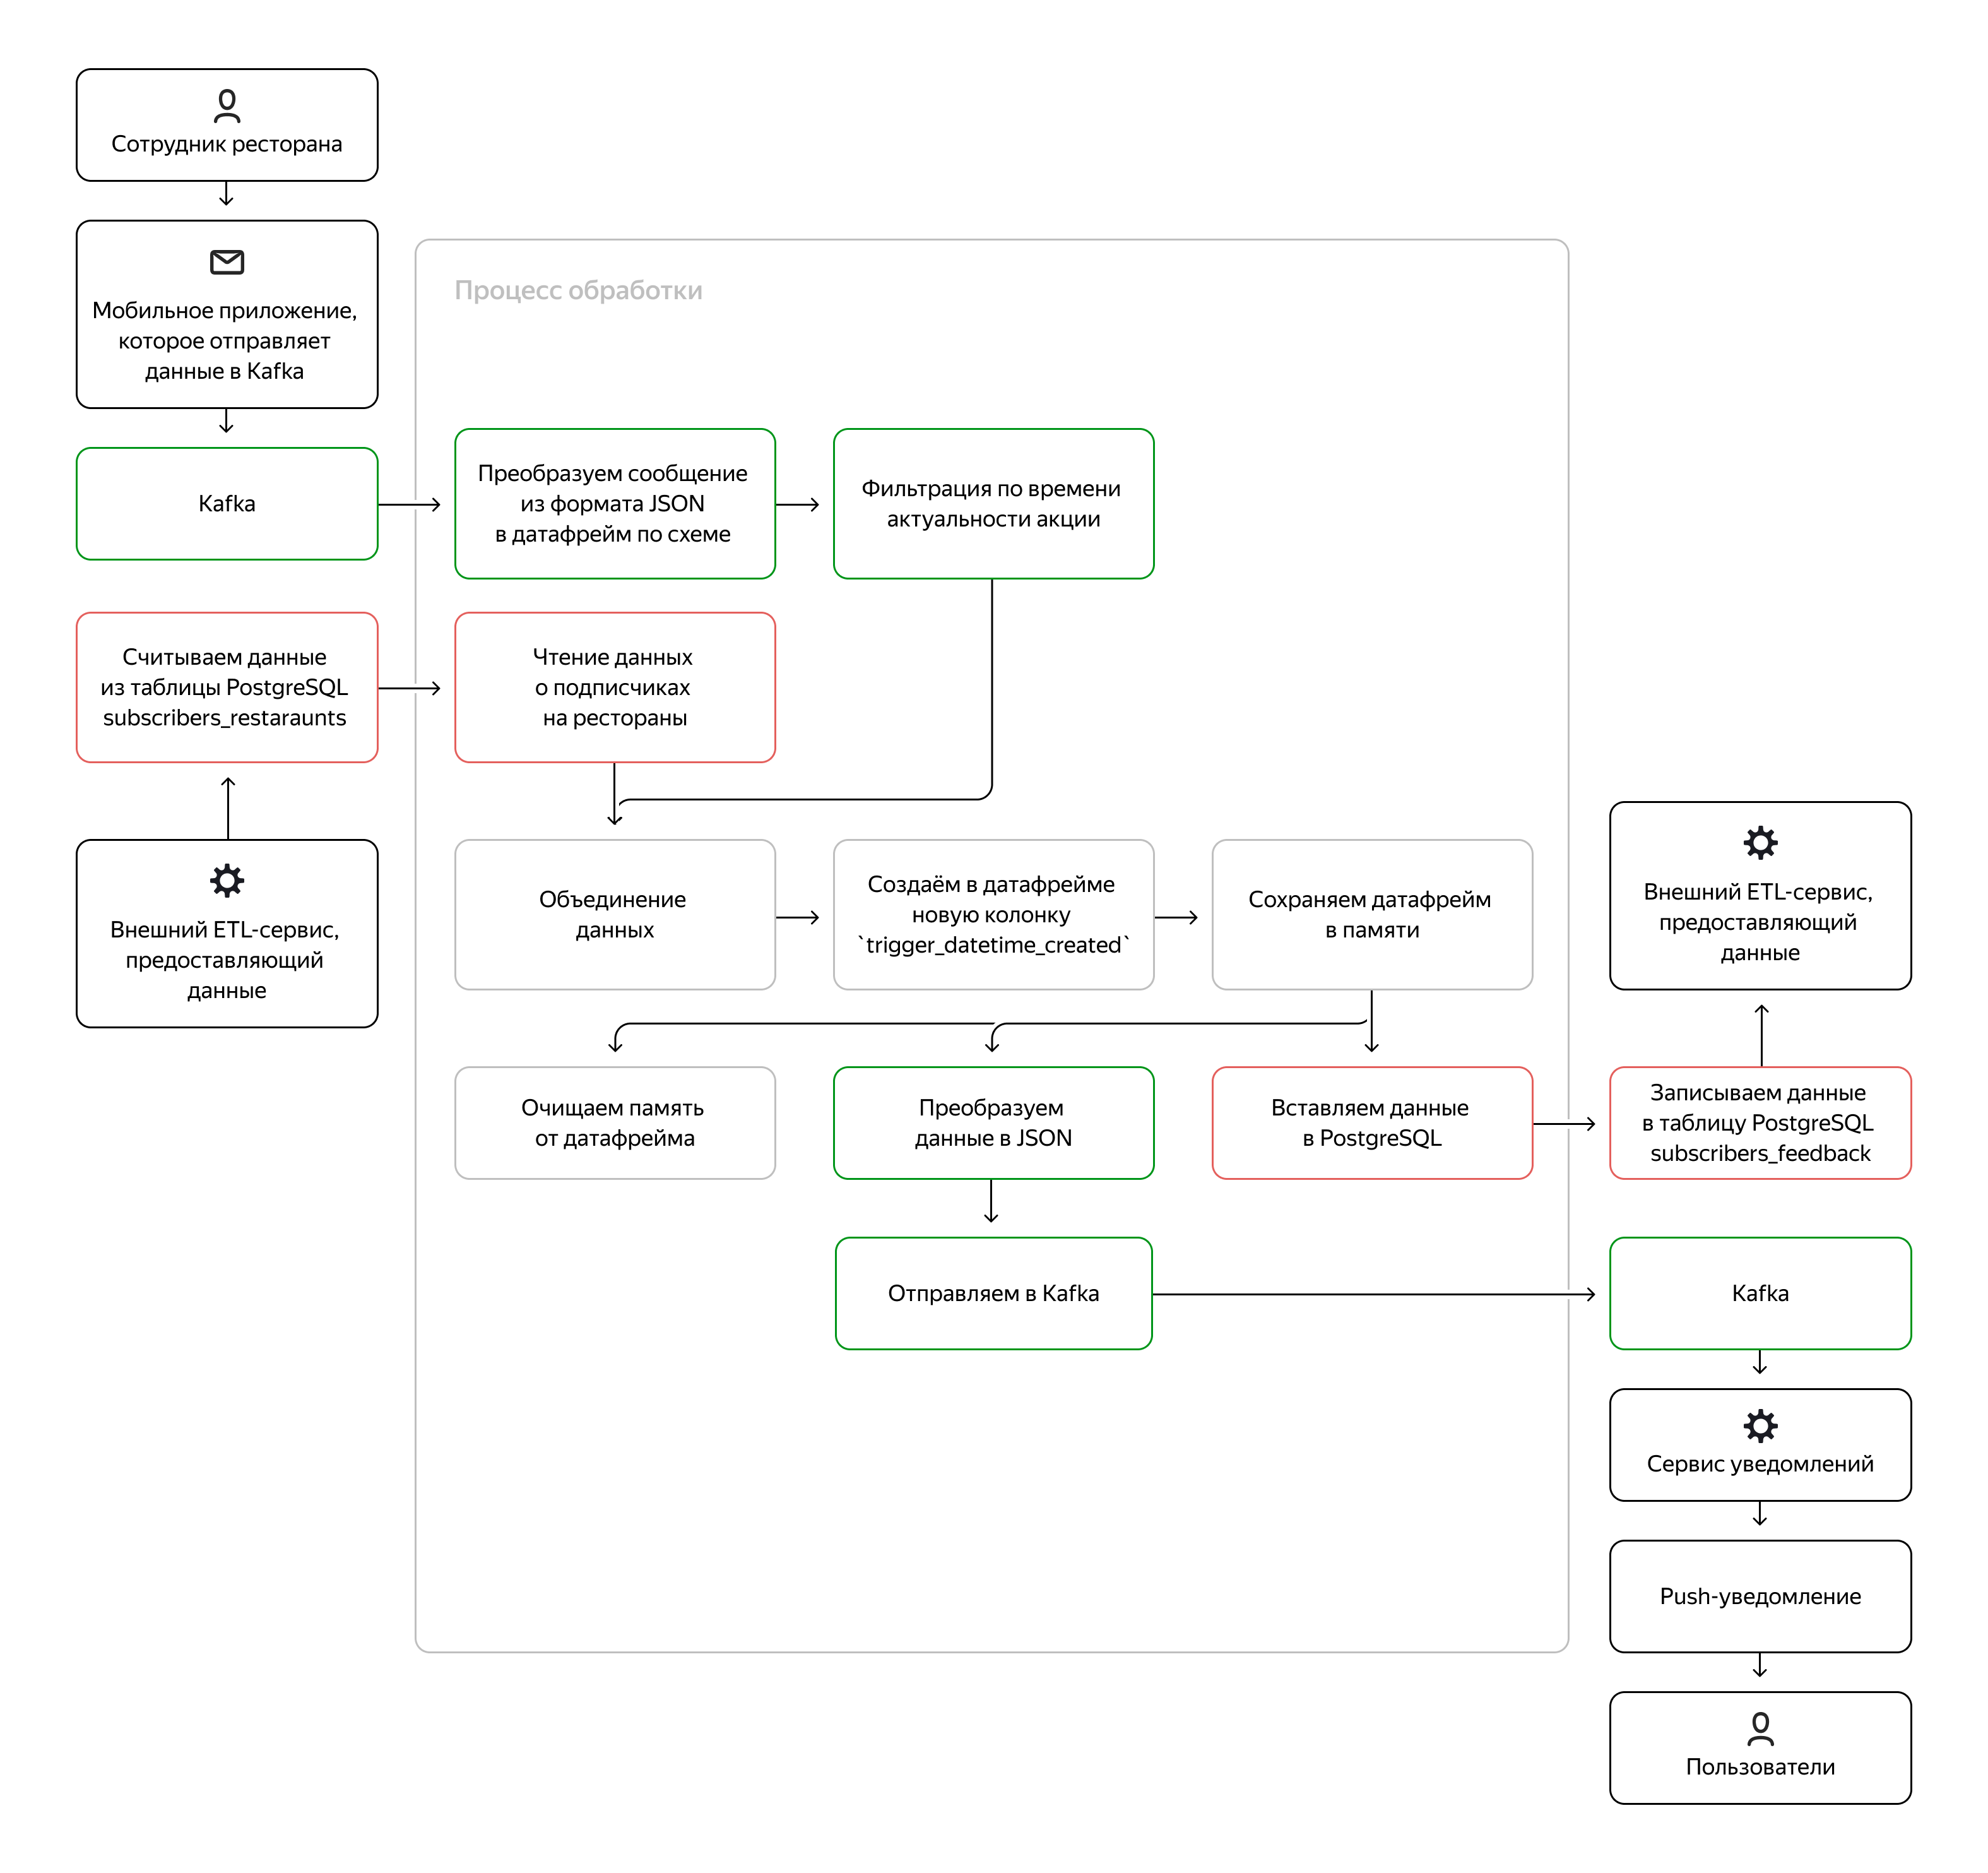 Сотрудник ресторана
Мобильное приложение,
которое отправляет
данные в Kafka
Процесс обработки
Kafka
Преобразуем сообщение
из формата JSON
в датафрейм по схеме
Фильтрация по времени
актуальности акции
Считываем данные
из таблицы PostgreSQL
subscribers_restaraunts
Чтение данных
о подписчиках
на рестораны
Внешний ETL-сервис,
предоставляющий
данные
Объединение
данных
Создаём в датафрейме
новую колонку
`trigger_datetime_created`
Сохраняем датафрейм
в памяти
Внешний ETL-сервис,
предоставляющий
данные
Очищаем память
от датафрейма
Преобразуем
данные в JSON
Вставляем данные
в PostgreSQL
Записываем данные
в таблицу PostgreSQL
subscribers_feedback
Отправляем в Kafka
Kafka
Сервис уведомлений
Push-уведомление
Пользователи